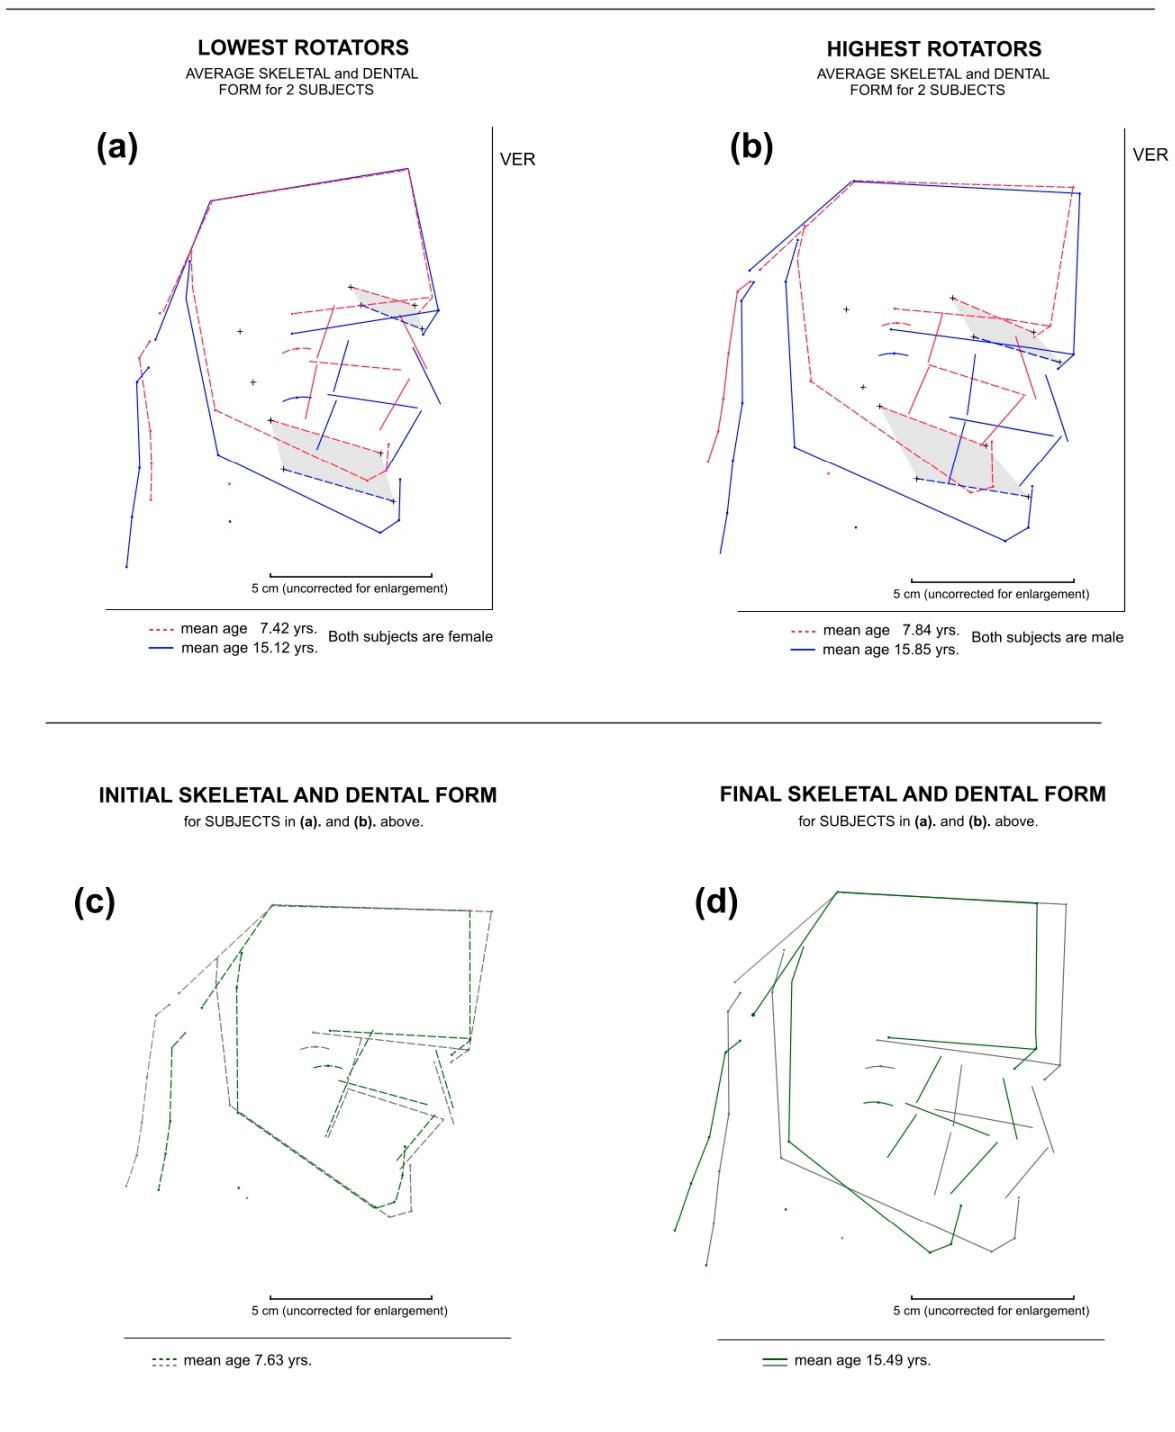 LOWEST ROTATORS
AVERAGE SKELETAL and DENTAL
FORM for 2 SUBJECTS
(a)
VER
5 cm (uncorrected for enlargement)
mean age 7.42 yrs.
mean age 15.12 yrs.
Both subjects are female
HIGHEST ROTATORS
AVERAGE SKELETAL and DENTAL
FORM for 2 SUBJECTS
(b)
VER
5 cm (uncorrected for enlargement)
mean age 7.84 yrs.
mean age 15.85 yrs.
Both subjects are male
INITIAL SKELETAL AND DENTAL FORM
for SUBJECTS in (a). and (b). above.
(c)
5 cm (uncorrected for enlargement)
mean age 7.63 yrs.
FINAL SKELETAL AND DENTAL FORM
for SUBJECTS in (a). and (b). above.
(d)
5 cm (uncorrected for enlargement)
mean age 15.49 yrs.